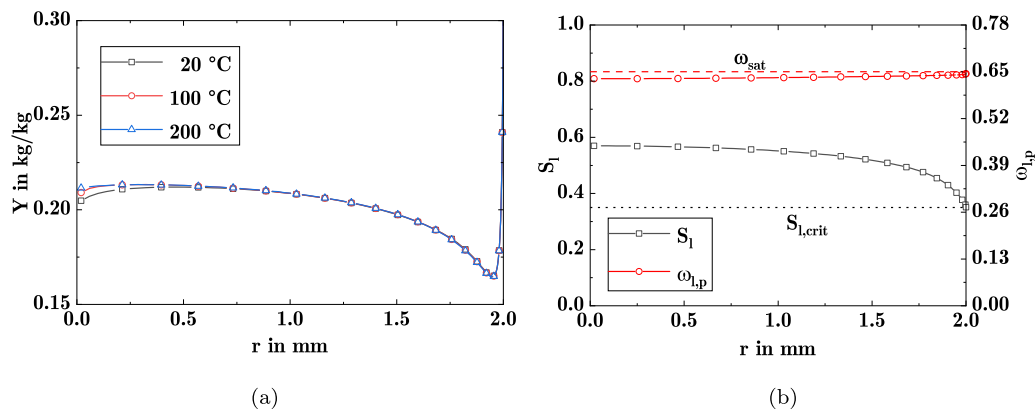 0.30
0.25
0.20
0.15
Y in kg/kg
20 °C
100 °C
200 °C
0.0 0.5 1.0 1.5 2.0
r in mm
(a)
1.0
0.8
0.6
0.4
0.2
0.0
S_l
ω_sat
S_l,crit
S_l
ω_l,p
0.78
0.65
0.52
0.39
0.26
0.13
0.00
ω_l,p
0.0 0.5 1.0 1.5 2.0
r in mm
(b)